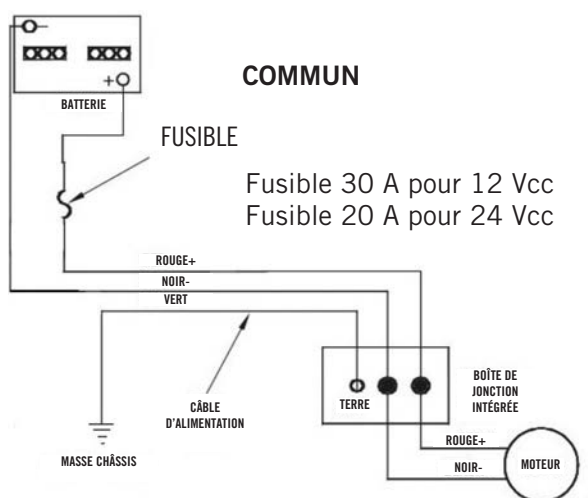 -
+
BATTERIE
COMMUN
FUSIBLE
Fusible 30 A pour 12 Vcc
Fusible 20 A pour 24 Vcc
ROUGE+
NOIR-
VERT
CÂBLE
D'ALIMENTATION
MASSE CHÂSSIS
TERRE
BOÎTE DE
JONCTION
INTÉGRÉE
ROUGE+
NOIR-
MOTEUR